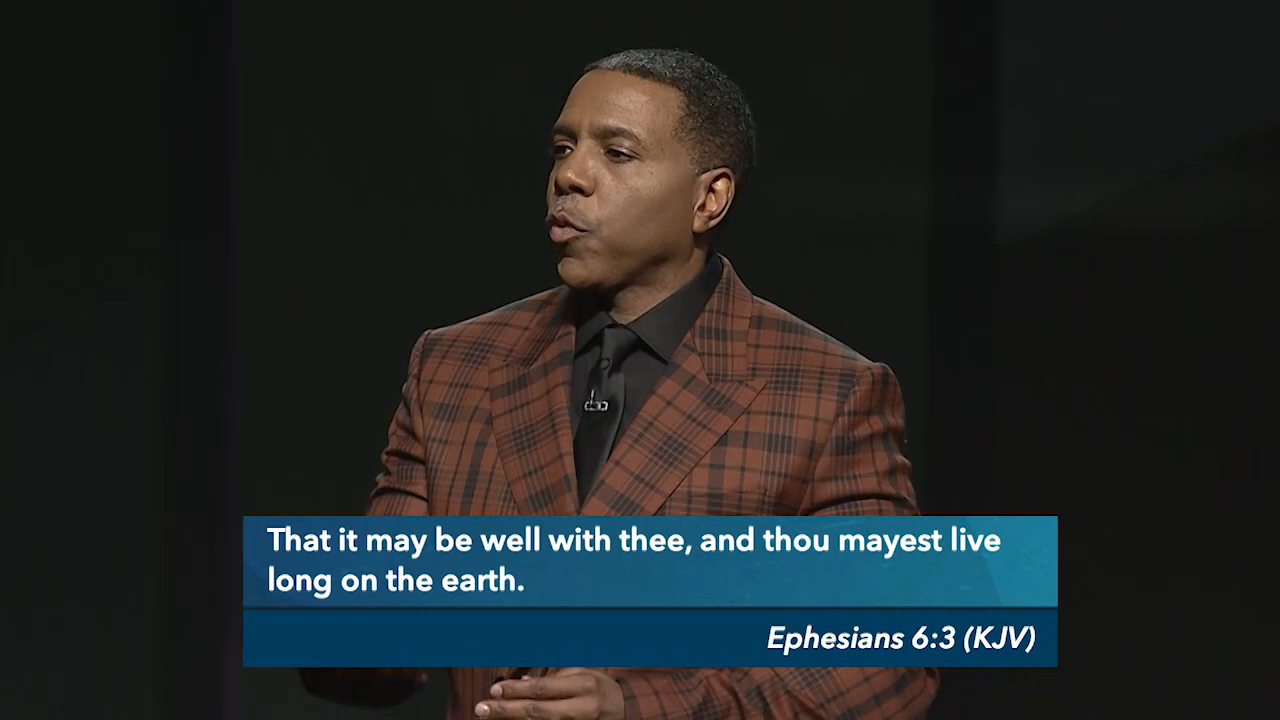 That it may be well with thee, and thou mayest live
long on the earth.
Ephesians 6:3 (KJV)